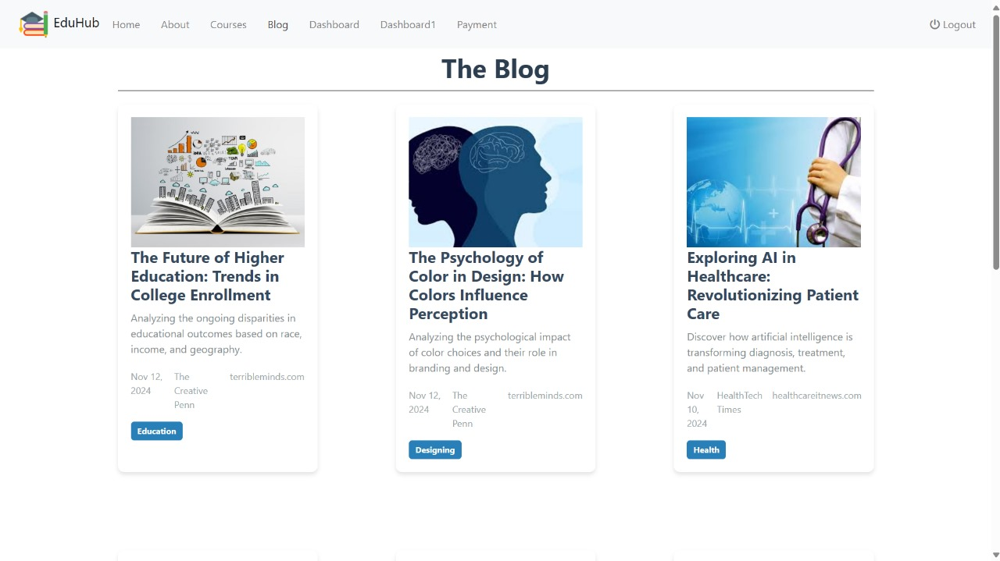 EduHub Home About Courses Blog Dashboard Dashboard1 Payment Logout
The Blog
The Future of Higher
Education: Trends in
College Enrollment
Analyzing the ongoing disparities in
educational outcomes based on race,
income, and geography.
Nov 12,
2024
The
Creative
Penn
terribleminds.com
Education
The Psychology of
Color in Design: How
Colors Influence
Perception
Analyzing the psychological impact
of color choices and their role in
branding and design.
Nov 12,
2024
The
Creative
Penn
terribleminds.com
Designing
Exploring AI in
Healthcare:
Revolutionizing Patient
Care
Discover how artificial intelligence is
transforming diagnosis, treatment,
and patient management.
Nov
10,
2024
HealthTech
Times
healthcareitnews.com
Health